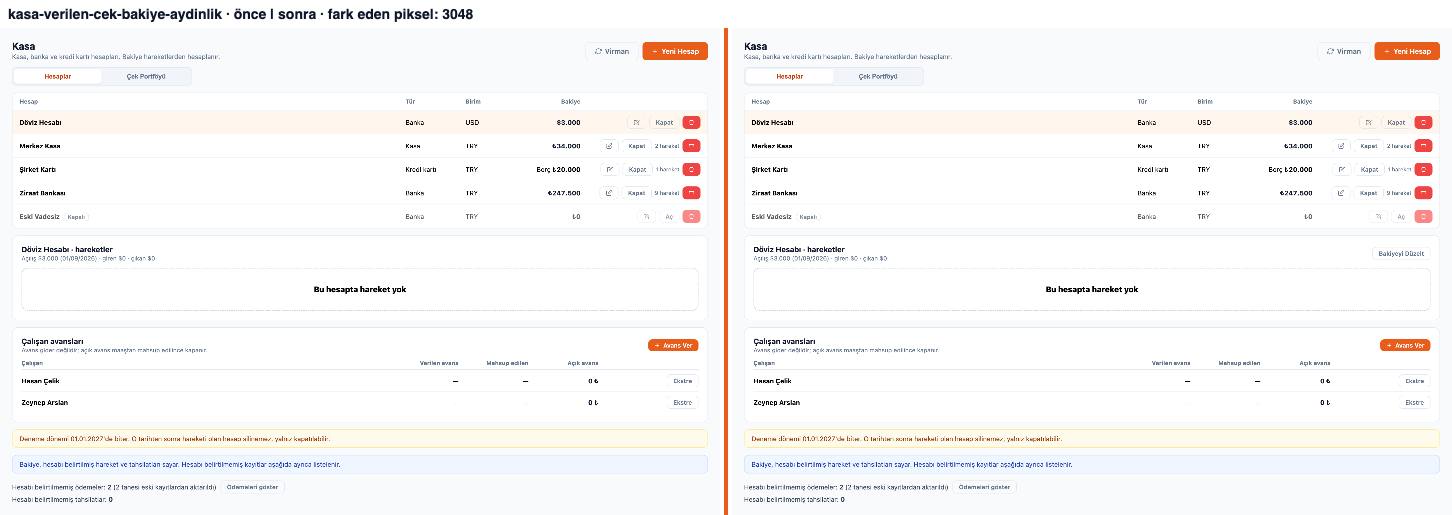 kasa-verilen-cek-bakiye-aydinlik · önce | sonra · fark eden piksel: 3048
Kasa
Kasa, banka ve kredi kartı hesapları. Bakiye hareketlerden hesaplanır.
Virman
+ Yeni Hesap
Hesaplar
Çek Portföyü
Hesap Tür Birim Bakiye
Döviz Hesabı Banka USD $3.000 Kapat
Merkez Kasa Kasa TRY ₺34.000 Kapat 2 hareket
Şirket Kartı Kredi kartı TRY Borç ₺20.000 Kapat 1 hareket
Ziraat Bankası Banka TRY ₺247.500 Kapat 9 hareket
Eski Vadesiz Kapalı Banka TRY ₺0 Aç
Döviz Hesabı · hareketler
Açılış $3.000 (01/09/2026) · giren $0 · çıkan $0
Bu hesapta hareket yok
Çalışan avansları
Avans gider değildir; açık avans maaştan mahsup edilince kapanır.
+ Avans Ver
Çalışan Verilen avans Mahsup edilen Açık avans
Hasan Çelik — — 0 ₺ Ekstre
Zeynep Arslan 0 ₺ Ekstre
Deneme dönemi 01.01.2027'de biter. O tarihten sonra hareketi olan hesap silinemez, yalnız kapatılabilir.
Bakiye, hesabı belirtilmiş hareket ve tahsilatları sayar. Hesabı belirtilmemiş kayıtlar aşağıda ayrıca listelenir.
Hesabı belirtilmemiş ödemeler: 2 (2 tanesi eski kayıtlardan aktarıldı) Ödemeleri göster
Hesabı belirtilmemiş tahsilatlar: 0
Kasa
Kasa, banka ve kredi kartı hesapları. Bakiye hareketlerden hesaplanır.
Virman
+ Yeni Hesap
Hesaplar
Çek Portföyü
Hesap Tür Birim Bakiye
Döviz Hesabı Banka USD $3.000 Kapat
Merkez Kasa Kasa TRY ₺34.000 Kapat 2 hareket
Şirket Kartı Kredi kartı TRY Borç ₺20.000 Kapat 1 hareket
Ziraat Bankası Banka TRY ₺247.500 Kapat 9 hareket
Eski Vadesiz Kapalı Banka TRY ₺0 Aç
Döviz Hesabı · hareketler
Açılış $3.000 (01/09/2026) · giren $0 · çıkan $0
Bakiyeyi Düzelt
Bu hesapta hareket yok
Çalışan avansları
Avans gider değildir; açık avans maaştan mahsup edilince kapanır.
+ Avans Ver
Çalışan Verilen avans Mahsup edilen Açık avans
Hasan Çelik — — 0 ₺ Ekstre
Zeynep Arslan 0 ₺ Ekstre
Deneme dönemi 01.01.2027'de biter. O tarihten sonra hareketi olan hesap silinemez, yalnız kapatılabilir.
Bakiye, hesabı belirtilmiş hareket ve tahsilatları sayar. Hesabı belirtilmemiş kayıtlar aşağıda ayrıca listelenir.
Hesabı belirtilmemiş ödemeler: 2 (2 tanesi eski kayıtlardan aktarıldı) Ödemeleri göster
Hesabı belirtilmemiş tahsilatlar: 0